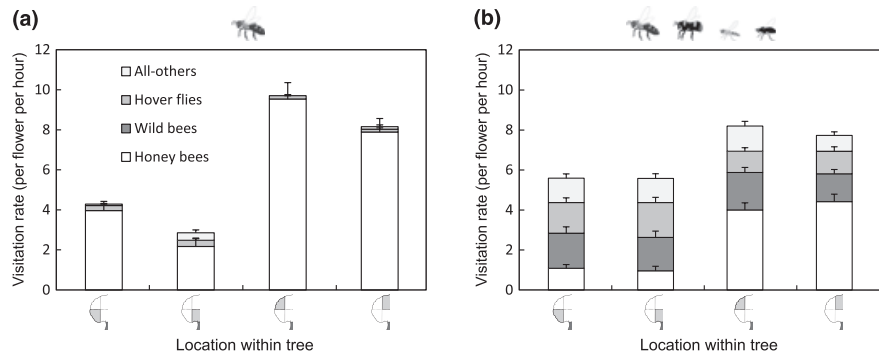 (a)
12
10
8
6
4
2
0
Visitation rate (per flower per hour)
All-others
Hover flies
Wild bees
Honey bees
Location within tree
(b)
12
10
8
6
4
2
0
Visitation rate (per flower per hour)
Location within tree